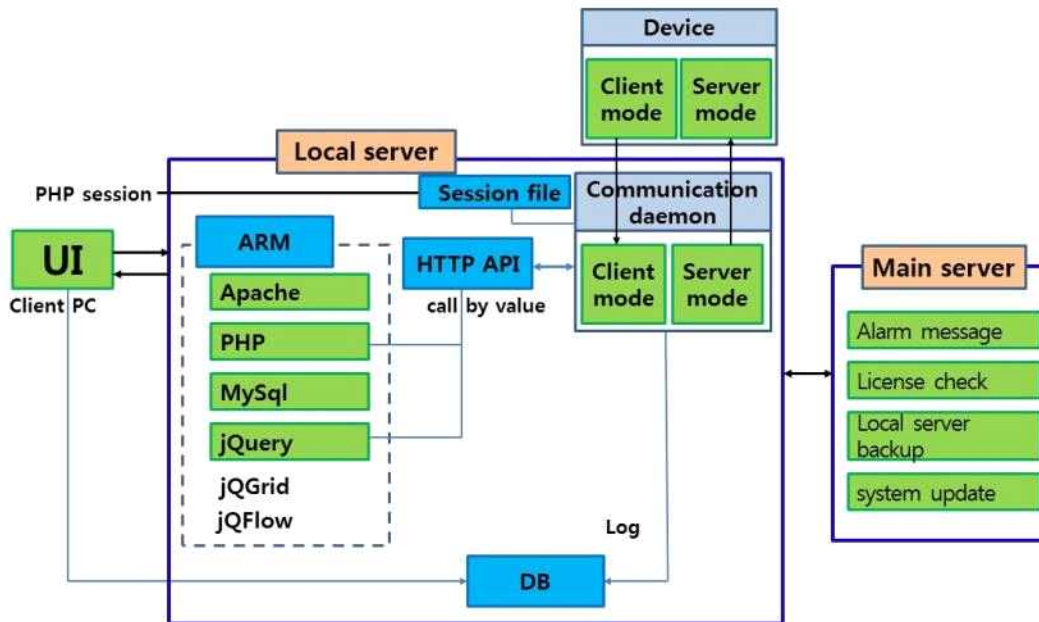 Device
Client
mode
Server
mode
Local server
PHP session
Session file
Communication
daemon
UI
Client PC
ARM
HTTP API
call by value
Client
mode
Server
mode
Apache
PHP
MySql
jQuery
jQGrid
jQFlow
Log
DB
Main server
Alarm message
License check
Local server
backup
system update